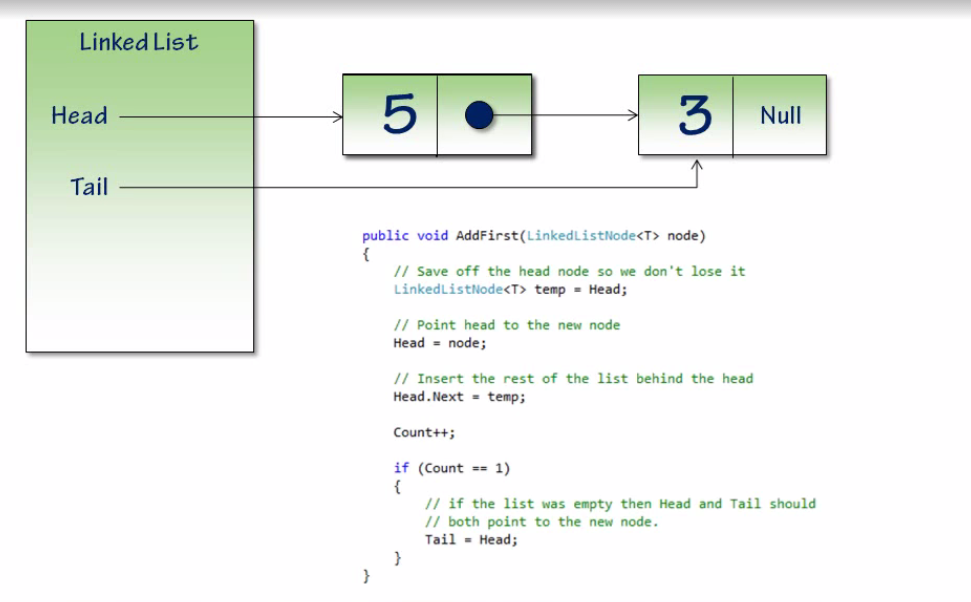 Linked List
Head
5
3
Null
Tail
public void AddFirst(LinkedListNode<T> node)
{
// Save off the head node so we don't lose it
LinkedListNode<T> temp = Head;
// Point head to the new node
Head = node;
// Insert the rest of the list behind the head
Head.Next = temp;
Count++;
if (Count == 1)
{
// if the list was empty then Head and Tail should
// both point to the new node.
Tail = Head;
}
}